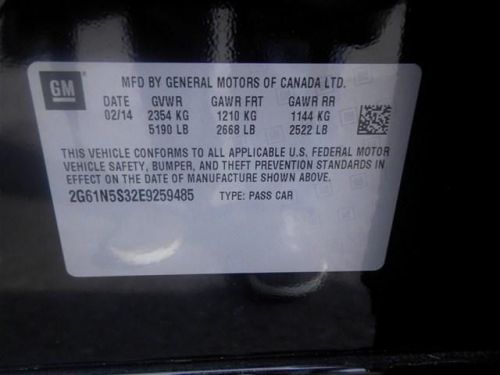 GM
MFD BY GENERAL MOTORS OF CANADA LTD.
DATE GVWR GAWR FRT GAWR RR
02/14 2354 KG 1210 KG 1144 KG
5190 LB 2668 LB 2522 LB
THIS VEHICLE CONFORMS TO ALL APPLICABLE U.S. FEDERAL MOTOR
VEHICLE SAFETY, BUMPER, AND THEFT PREVENTION STANDARDS IN
EFFECT ON THE DATE OF MANUFACTURE SHOWN ABOVE.
2G61N5S32E9259485 TYPE: PASS CAR